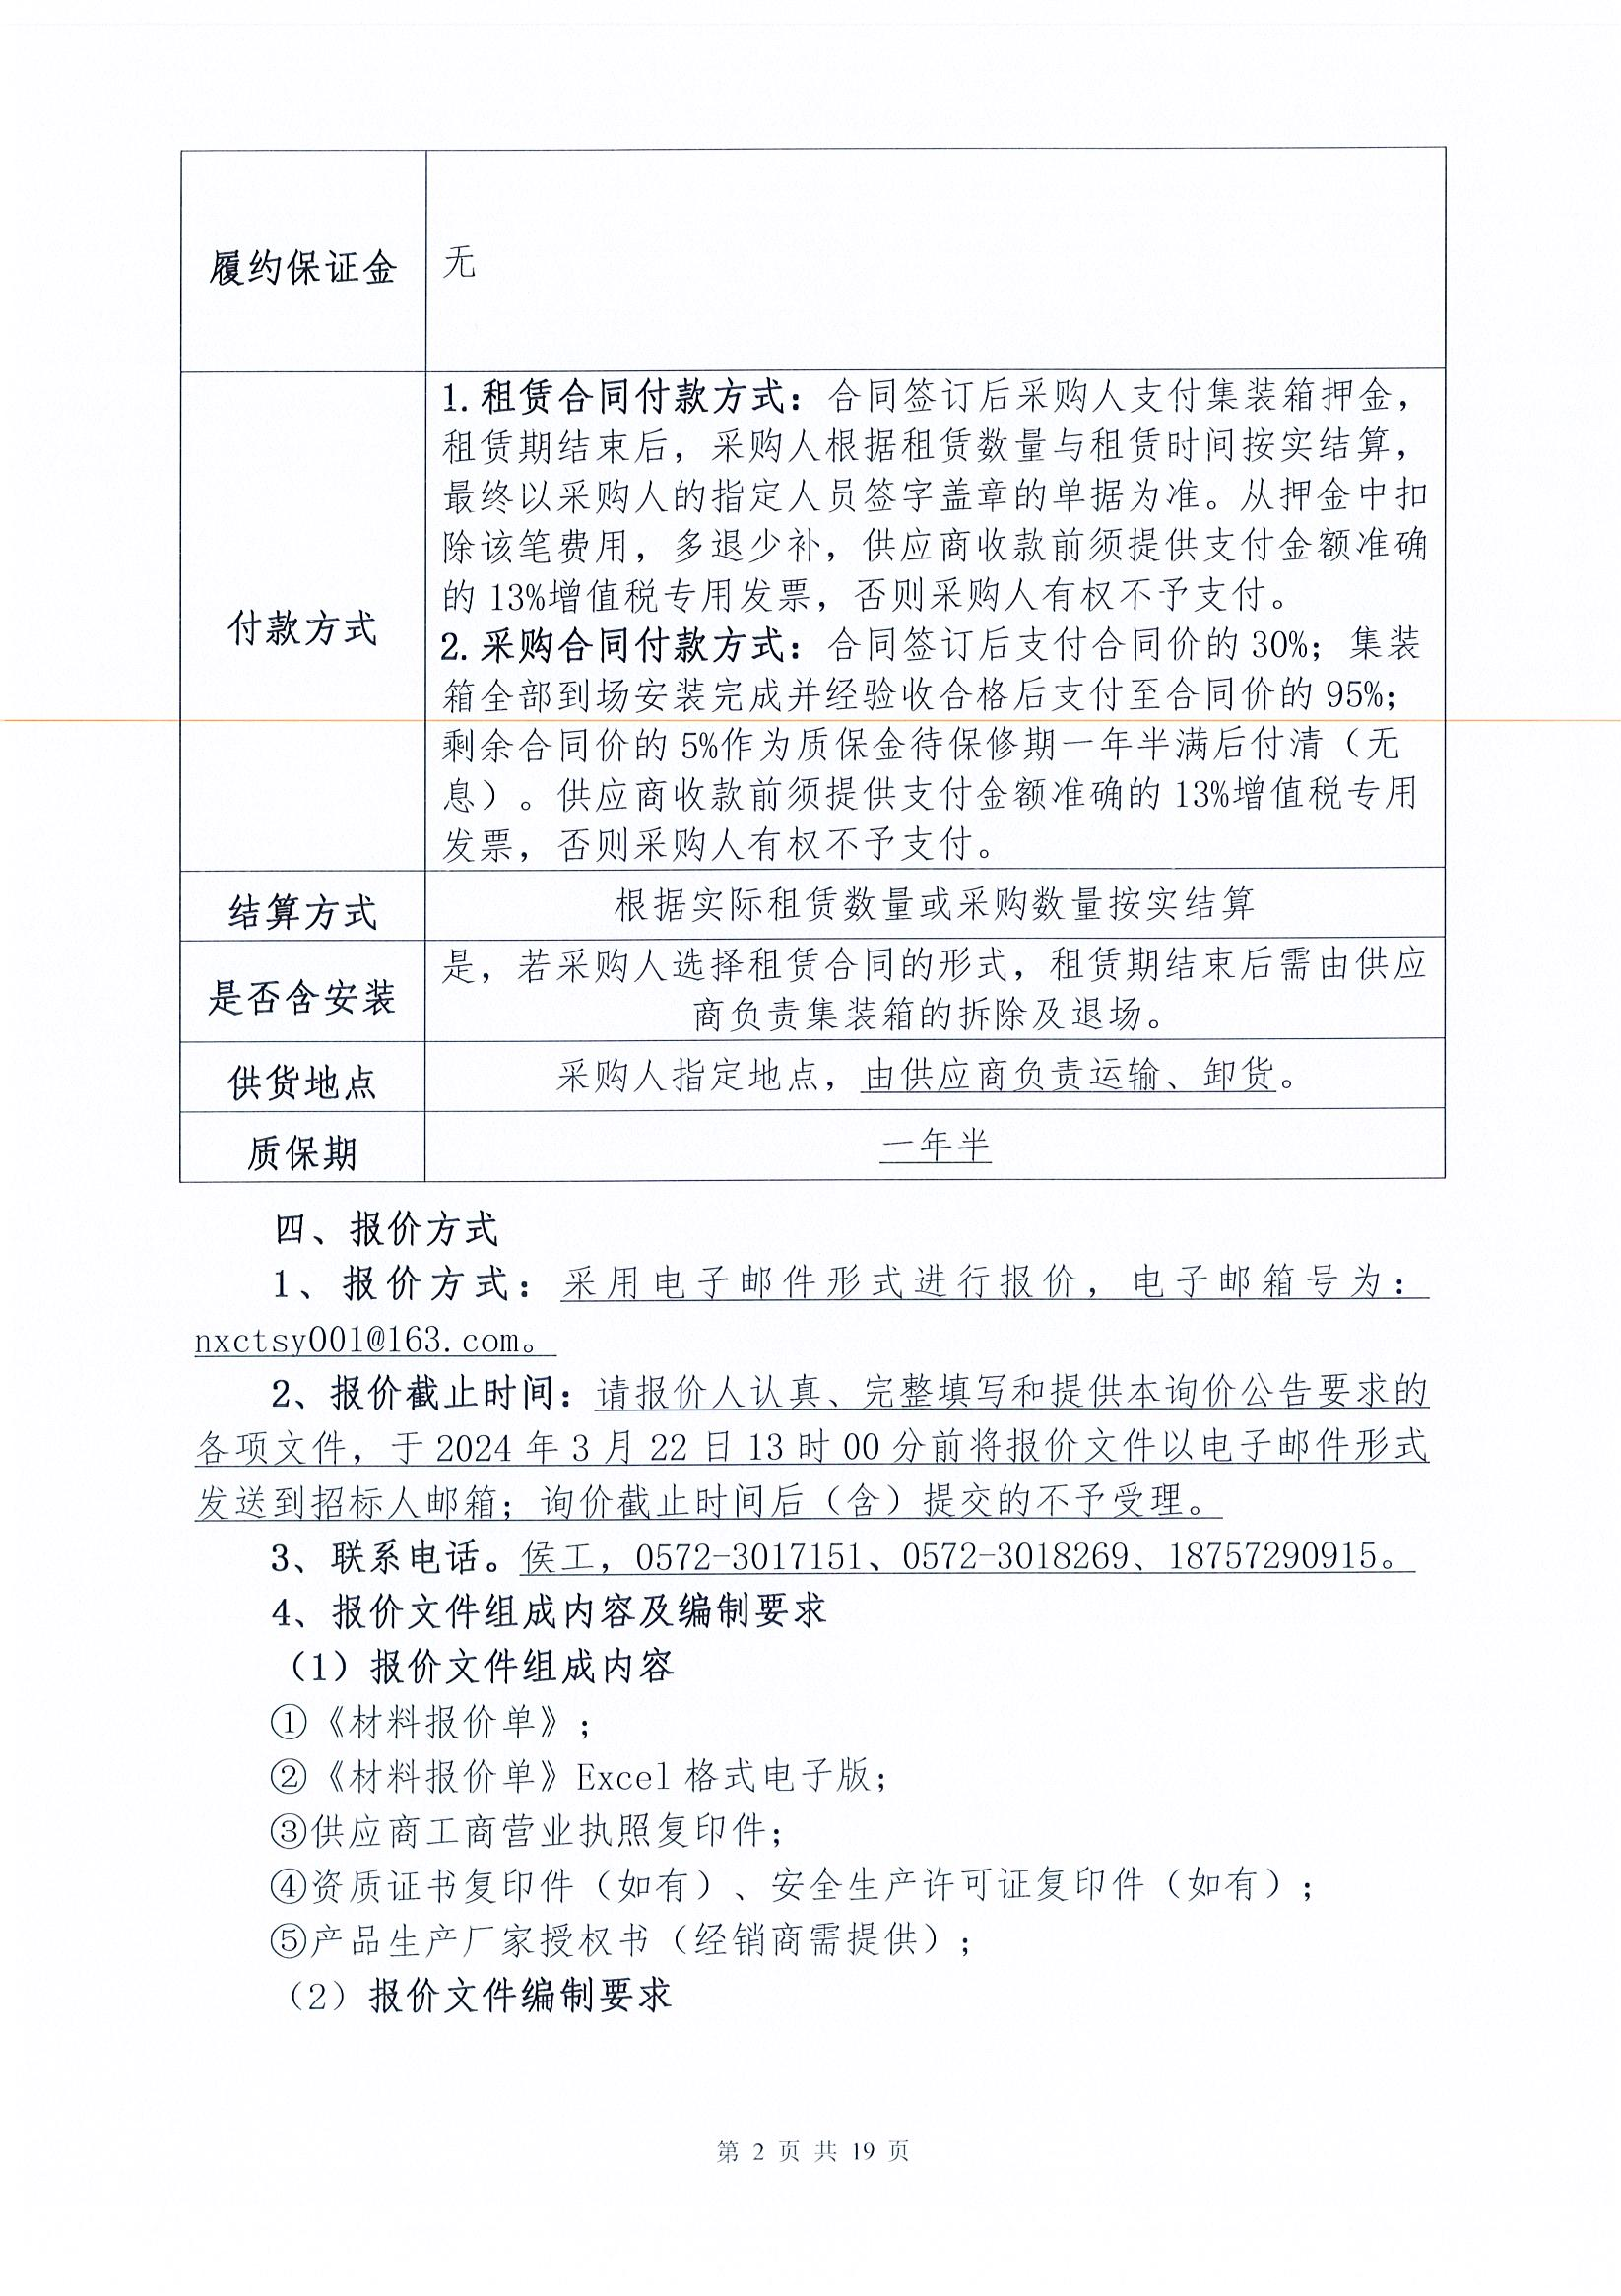 履约保证金
无
付款方式
1.租赁合同付款方式：合同签订后采购人支付集装箱押金，
租赁期结束后，采购人根据租赁数量与租赁时间按实结算，
最终以采购人的指定人员签字盖章的单据为准。从押金中扣
除该笔费用，多退少补，供应商收款前须提供支付金额准确
的 13%增值税专用发票，否则采购人有权不予支付。
2.采购合同付款方式：合同签订后支付合同价的 30%；集装
箱全部到场安装完成并经验收合格后支付至合同价的 95%；
剩余合同价的 5%作为质保金待保修期一年半满后付清（无
息）。供应商收款前须提供支付金额准确的 13%增值税专用
发票，否则采购人有权不予支付。
结算方式
根据实际租赁数量或采购数量按实结算
是否含安装
是，若采购人选择租赁合同的形式，租赁期结束后需由供应
商负责集装箱的拆除及退场。
供货地点
采购人指定地点，由供应商负责运输、卸货。
质保期
一年半
四、报价方式
1、报价方式：采用电子邮件形式进行报价，电子邮箱号为：
nxctsy001@163.com。
2、报价截止时间：请报价人认真、完整填写和提供本询价公告要求的
各项文件，于 2024 年 3 月 22 日 13 时 00 分前将报价文件以电子邮件形式
发送到招标人邮箱；询价截止时间后（含）提交的不予受理。
3、联系电话。侯工，0572-3017151、0572-3018269、18757290915。
4、报价文件组成内容及编制要求
（1）报价文件组成内容
①《材料报价单》；
②《材料报价单》Excel 格式电子版；
③供应商工商营业执照复印件；
④资质证书复印件（如有）、安全生产许可证复印件（如有）；
⑤产品生产厂家授权书（经销商需提供）；
（2）报价文件编制要求
第 2 页 共 19 页